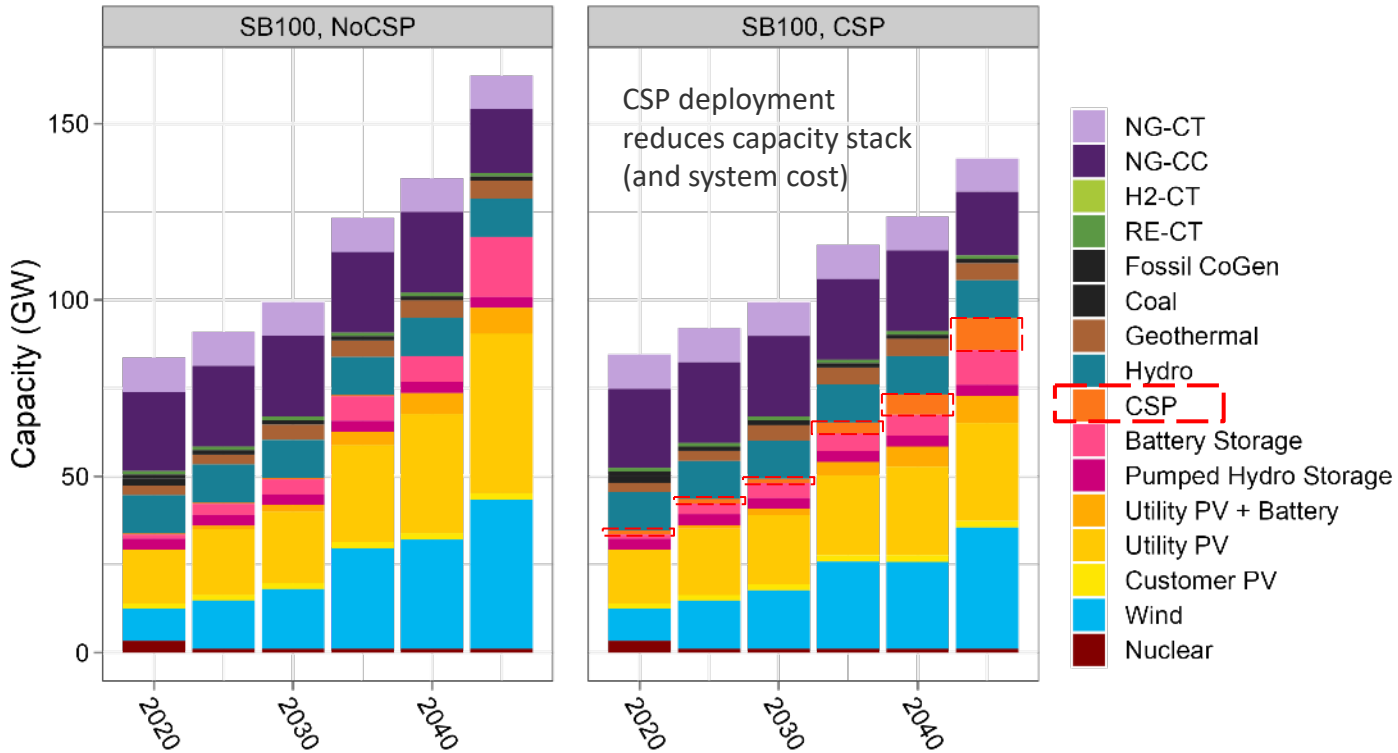 SB100, NoCSP
SB100, CSP
CSP deployment
reduces capacity stack
(and system cost)
Capacity (GW)
150
100
50
0
2020
2030
2040
2020
2030
2040
NG-CT
NG-CC
H2-CT
RE-CT
Fossil CoGen
Coal
Geothermal
Hydro
CSP
Battery Storage
Pumped Hydro Storage
Utility PV + Battery
Utility PV
Customer PV
Wind
Nuclear